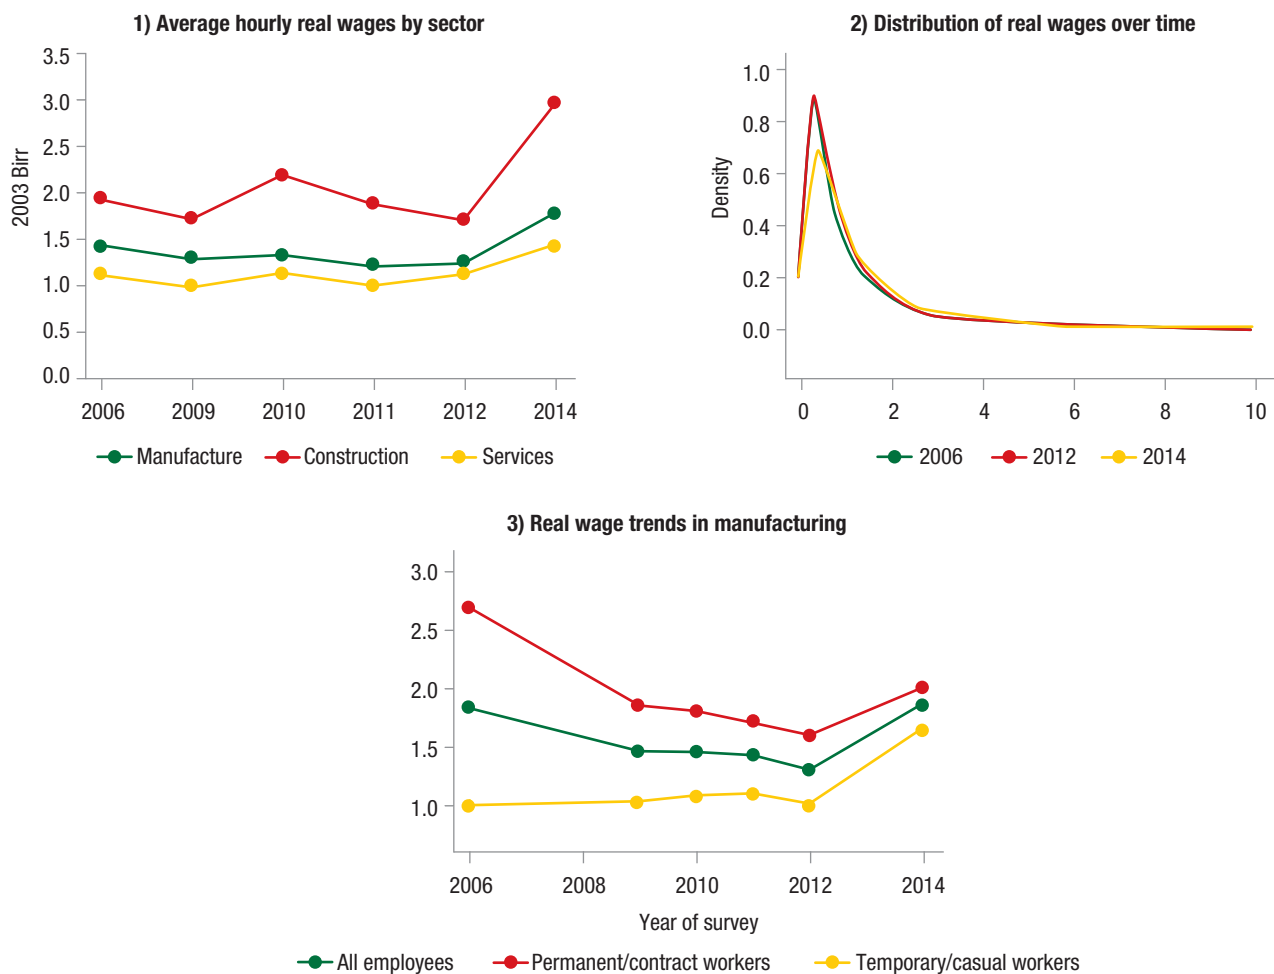 1) Average hourly real wages by sector
3.5
3.0
2.5
2.0
1.5
1.0
0.5
0.0
2003 Birr
2006 2009 2010 2011 2012 2014
Manufacture Construction Services
2) Distribution of real wages over time
1.0
0.8
0.6
0.4
0.2
0.0
Density
0 2 4 6 8 10
2006 2012 2014
3) Real wage trends in manufacturing
3.0
2.5
2.0
1.5
1.0
2006 2008 2010 2012 2014
Year of survey
All employees Permanent/contract workers Temporary/casual workers